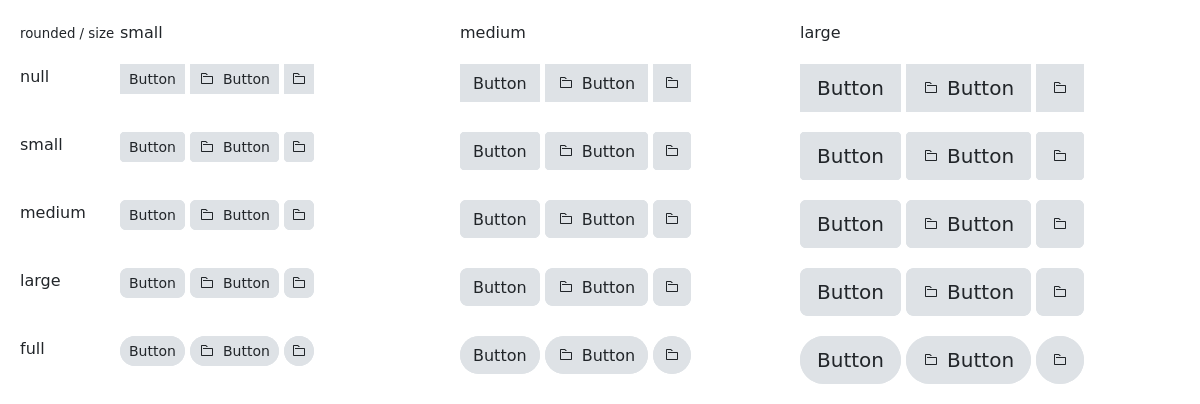 rounded / size small medium large
null Button Button Button Button Button Button
small Button Button Button Button Button Button
medium Button Button Button Button Button Button
large Button Button Button Button Button Button
full Button Button Button Button Button Button